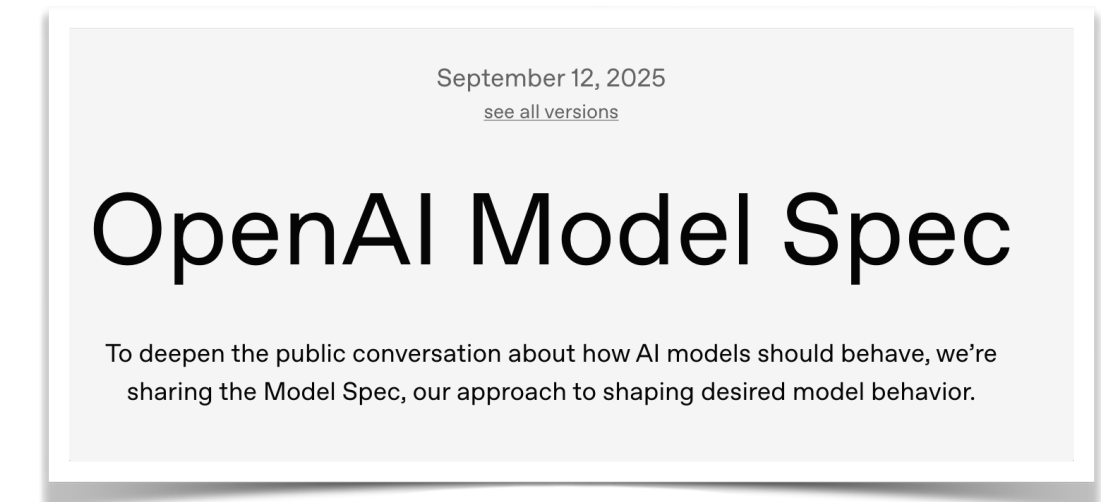 September 12, 2025
see all versions
OpenAI Model Spec
To deepen the public conversation about how AI models should behave, we’re
sharing the Model Spec, our approach to shaping desired model behavior.